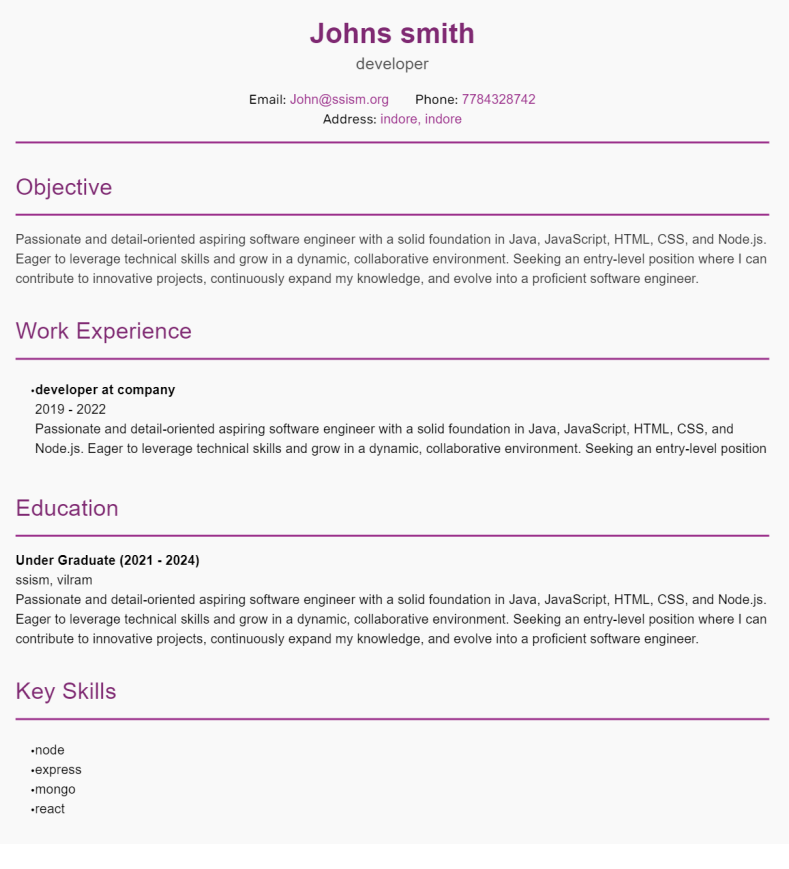 Johns smith
developer
Email: John@ssism.org Phone: 7784328742
Address: indore, indore
Objective
Passionate and detail-oriented aspiring software engineer with a solid foundation in Java, JavaScript, HTML, CSS, and Node.js.
Eager to leverage technical skills and grow in a dynamic, collaborative environment. Seeking an entry-level position where I can
contribute to innovative projects, continuously expand my knowledge, and evolve into a proficient software engineer.
Work Experience
•developer at company
2019 - 2022
Passionate and detail-oriented aspiring software engineer with a solid foundation in Java, JavaScript, HTML, CSS, and
Node.js. Eager to leverage technical skills and grow in a dynamic, collaborative environment. Seeking an entry-level position
Education
Under Graduate (2021 - 2024)
ssism, vilram
Passionate and detail-oriented aspiring software engineer with a solid foundation in Java, JavaScript, HTML, CSS, and Node.js.
Eager to leverage technical skills and grow in a dynamic, collaborative environment. Seeking an entry-level position where I can
contribute to innovative projects, continuously expand my knowledge, and evolve into a proficient software engineer.
Key Skills
•node
•express
•mongo
•react